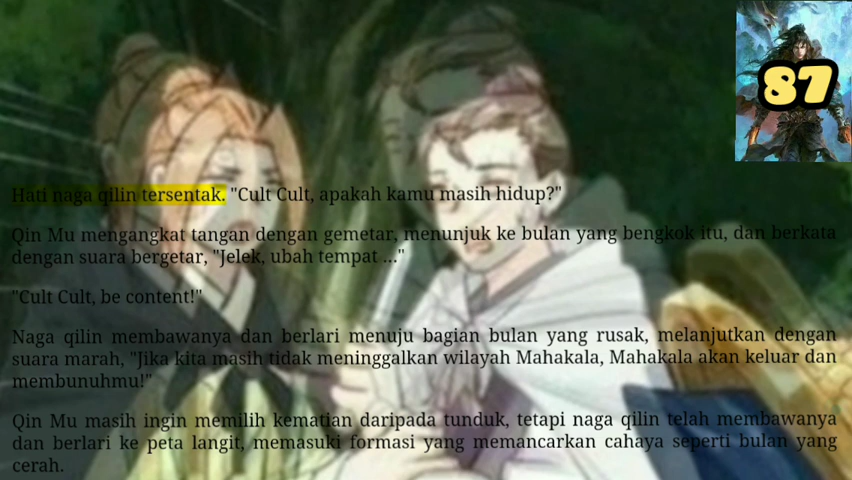 87
Hati naga qilin tersentak. "Cult Cult, apakah kamu masih hidup?"
Qin Mu mengangkat tangan dengan gemetar, menunjuk ke bulan yang bengkok itu, dan berkata
dengan suara bergetar, "Jelek, ubah tempat ..."
"Cult Cult, be content!"
Naga qilin membawanya dan berlari menuju bagian bulan yang rusak, melanjutkan dengan
suara marah, "Jika kita masih tidak meninggalkan wilayah Mahakala, Mahakala akan keluar dan
membunuhmu!"
Qin Mu masih ingin memilih kematian daripada tunduk, tetapi naga qilin telah membawanya
dan berlari ke peta langit, memasuki formasi yang memancarkan cahaya seperti bulan yang
cerah.